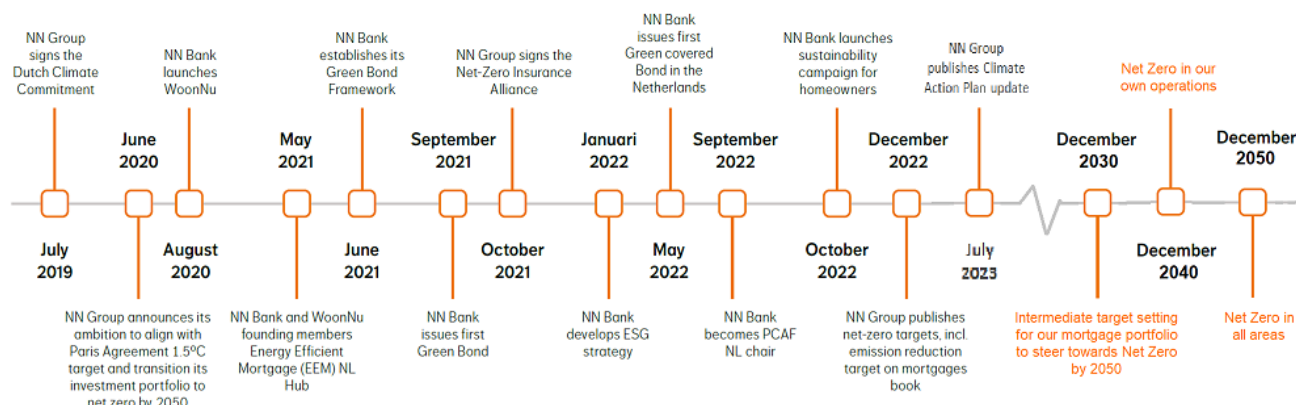 NN Group
signs the
Dutch Climate
Commitment
July
2019
June
2020
NN Group announces its
ambition to align with
Paris Agreement 1.5ºC
target and transition its
investment portfolio to
net zero by 2050
NN Bank
launches
WoonNu
August
2020
May
2021
NN Bank and WoonNu
founding members
Energy Efficient
Mortgage (EEM) NL
Hub
NN Bank
establishes its
Green Bond
Framework
June
2021
September
2021
NN Bank
issues first
Green Bond
NN Group signs the
Net-Zero Insurance
Alliance
October
2021
Januari
2022
NN Bank
develops ESG
strategy
NN Bank
issues first
Green covered
Bond in the
Netherlands
May
2022
September
2022
NN Bank
becomes PCAF
NL chair
NN Bank launches
sustainability
campaign for
homeowners
October
2022
December
2022
NN Group publishes
net-zero targets, incl.
emission reduction
target on mortgages
book
NN Group
publishes Climate
Action Plan update
July
2023
December
2030
Intermediate target setting
for our mortgage portfolio
to steer towards Net Zero
by 2050
Net Zero in our
own operations
December
2040
December
2050
Net Zero in
all areas